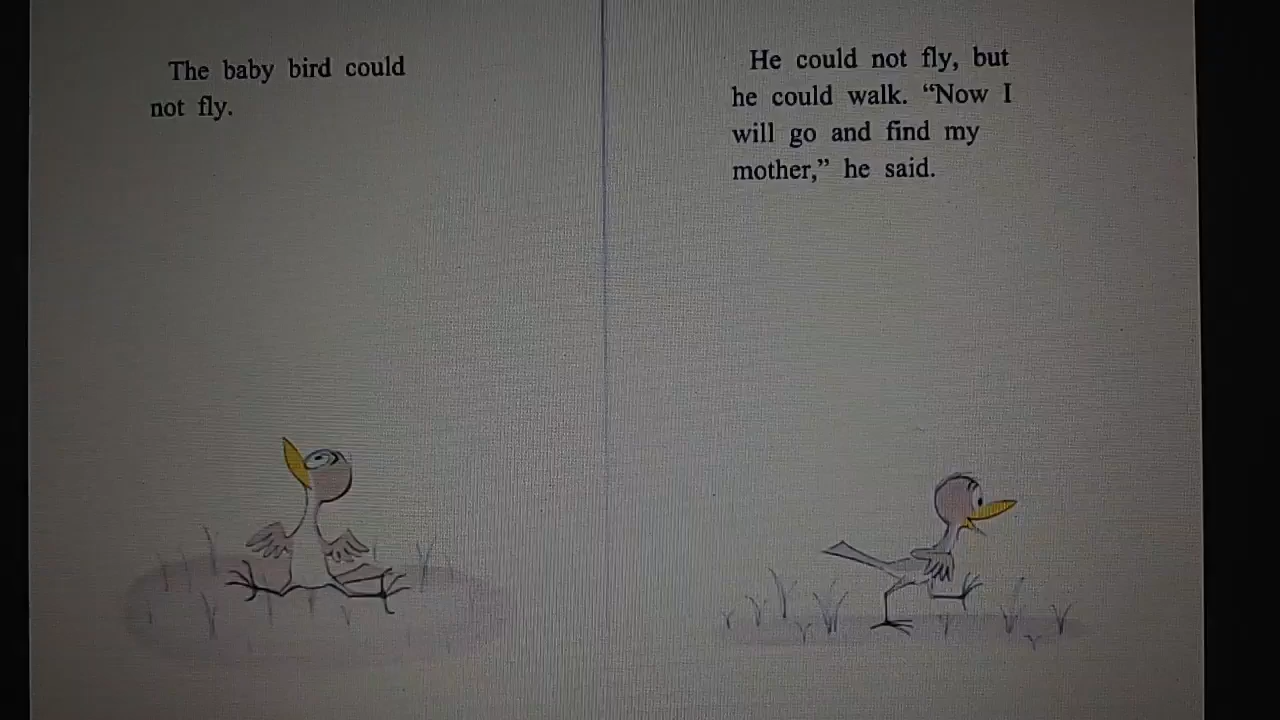 The baby bird could
not fly.
He could not fly, but
he could walk. “Now I
will go and find my
mother,” he said.